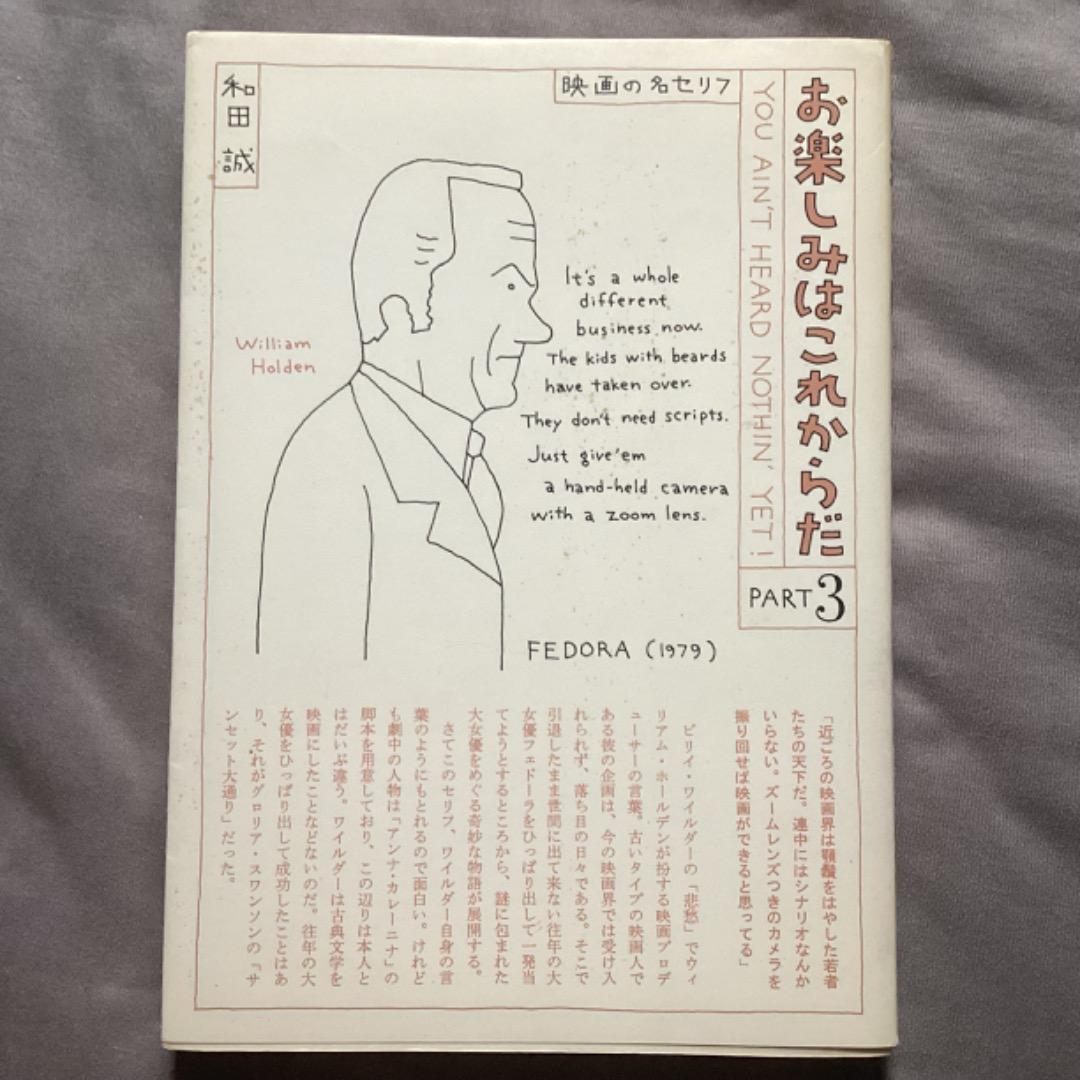 お楽しみはこれからだ
YOU AIN'T HEARD NOTHIN' YET!
PART3
映画の名セリフ
和田 誠
William
Holden
It's a whole
different
business now.
The kids with beards
have taken over.
They don't need scripts.
Just give'em
a hand-held camera
with a zoom lens.
FEDORA (1979)
「近ごろの映画界は顎鬚をはやした若者
たちの天下だ。連中にはシナリオなんか
いらない。ズームレンズつきのカメラを
振り回せば映画ができると思ってる」
ビリイ・ワイルダーの「悲愁」でウィ
リアム・ホールデンが扮する映画プロデ
ューサーの言葉。古いタイプの映画人で
ある彼の企画は、今の映画界では受け入
れられず、落ち目の日々である。そこで
引退したまま世間に出て来ない往年の大
女優フェドーラをひっぱり出して一発当
てようとするところから、謎に包まれた
大女優をめぐる奇妙な物語が展開する。
さてこのセリフ、ワイルダー自身の言
葉のようにもとれるので面白い。けれど
も劇中の人物は「アンナ・カレーニナ」の
脚本を用意しており、この辺りは本人と
はだいぶ違う。ワイルダーは古典文学を
映画にしたことなどないのだ。往年の大
女優をひっぱり出して成功したことはあ
り、それがグロリア・スワンソンの「サ
ンセット大通り」だった。